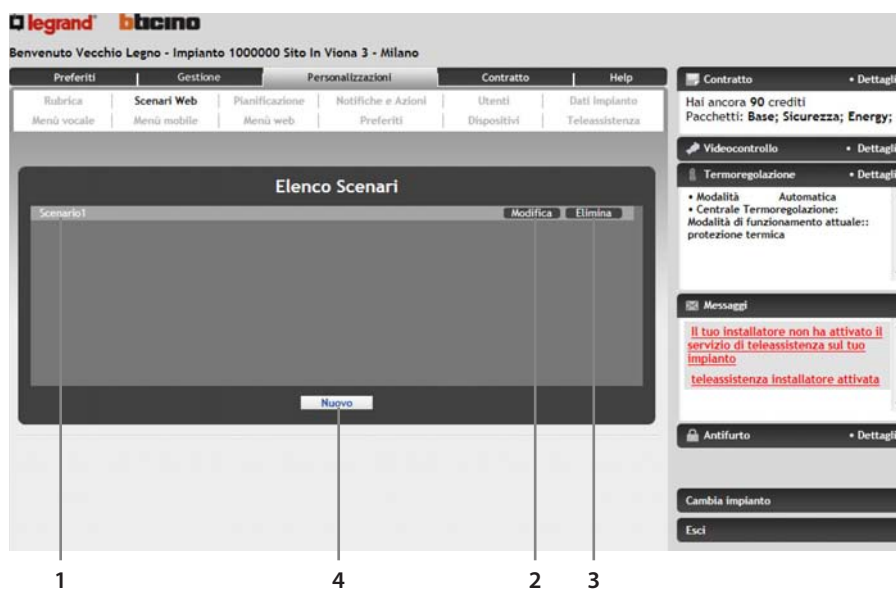 legrand bticino
Benvenuto Vecchio Legno - Impianto 1000000 Sito In Viona 3 - Milano
Preferiti Gestione Personalizzazioni Contratto Help
Rubrica Scenari Web Pianificazione Notifiche e Azioni Utenti Dati Impianto
Menù vocale Menù mobile Menù web Preferiti Dispositivi Teleassistenza
Elenco Scenari
Scenario1 Modifica Elimina
Nuovo
Contratto • Dettagli
Hai ancora 90 crediti
Pacchetti: Base; Sicurezza; Energy;
Videocontrollo • Dettagli
Termoregolazione • Dettagli
• Modalità Automatica
• Centrale Termoregolazione:
Modalità di funzionamento attuale::
protezione termica
Messaggi
Il tuo installatore non ha attivato il
servizio di teleassistenza sul tuo
impianto
teleassistenza installatore attivata
Antifurto • Dettagli
Cambia impianto
Esci
1 4 2 3